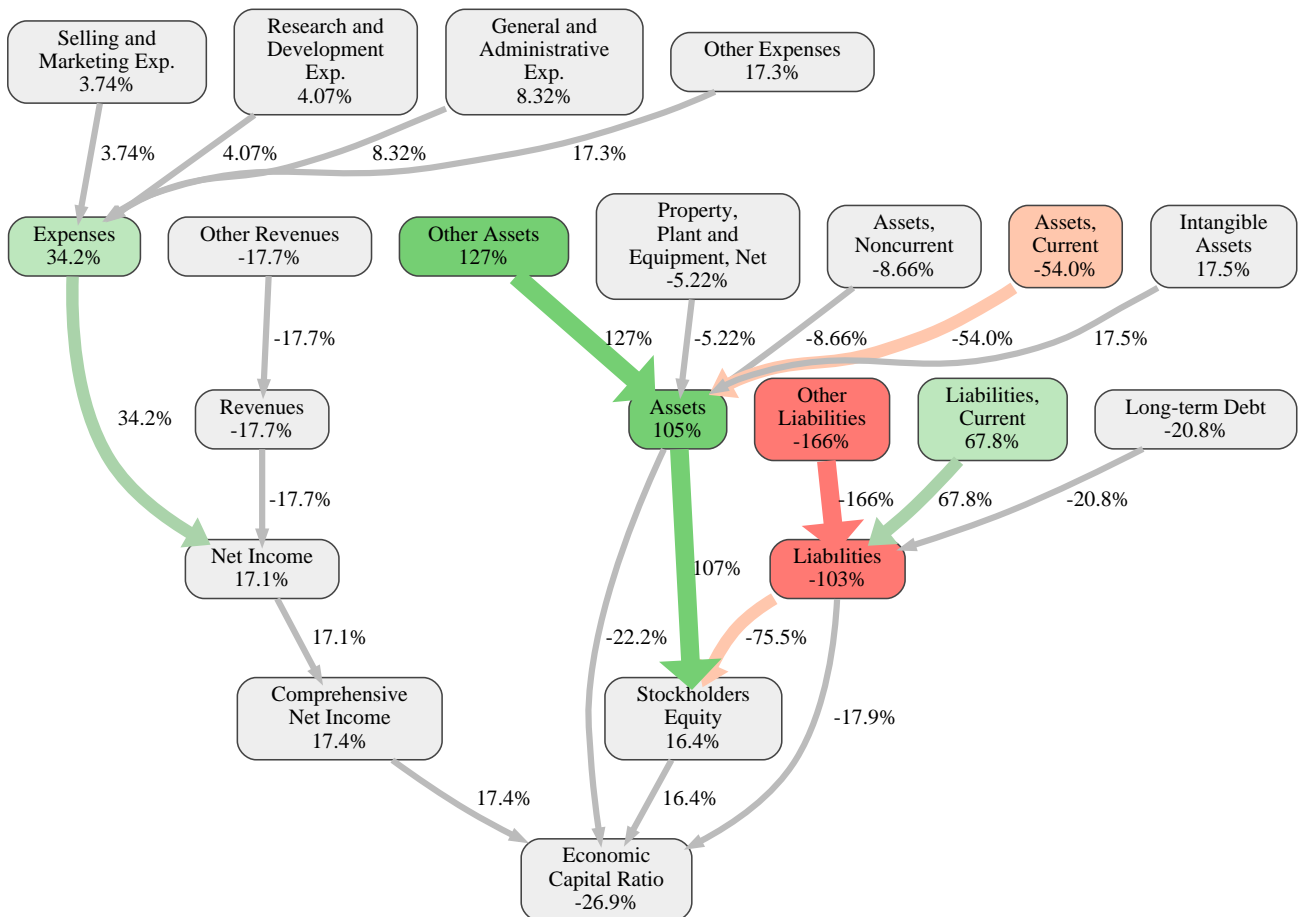 Selling and
Marketing Exp.
3.74%
Research and
Development
Exp.
4.07%
General and
Administrative
Exp.
8.32%
Other Expenses
17.3%
3.74%
4.07%
8.32%
17.3%
Expenses
34.2%
Other Revenues
-17.7%
Other Assets
127%
Property,
Plant and
Equipment, Net
-5.22%
Assets,
Noncurrent
-8.66%
Assets,
Current
-54.0%
Intangible
Assets
17.5%
-17.7%
127%
-5.22%
-8.66%
-54.0%
17.5%
34.2%
Revenues
-17.7%
Assets
105%
Other
Liabilities
-166%
Liabilities,
Current
67.8%
Long-term Debt
-20.8%
-17.7%
-166%
67.8%
-20.8%
Net Income
17.1%
107%
Liabilities
-103%
17.1%
-22.2%
-75.5%
Comprehensive
Net Income
17.4%
Stockholders
Equity
16.4%
-17.9%
17.4%
16.4%
Economic
Capital Ratio
-26.9%